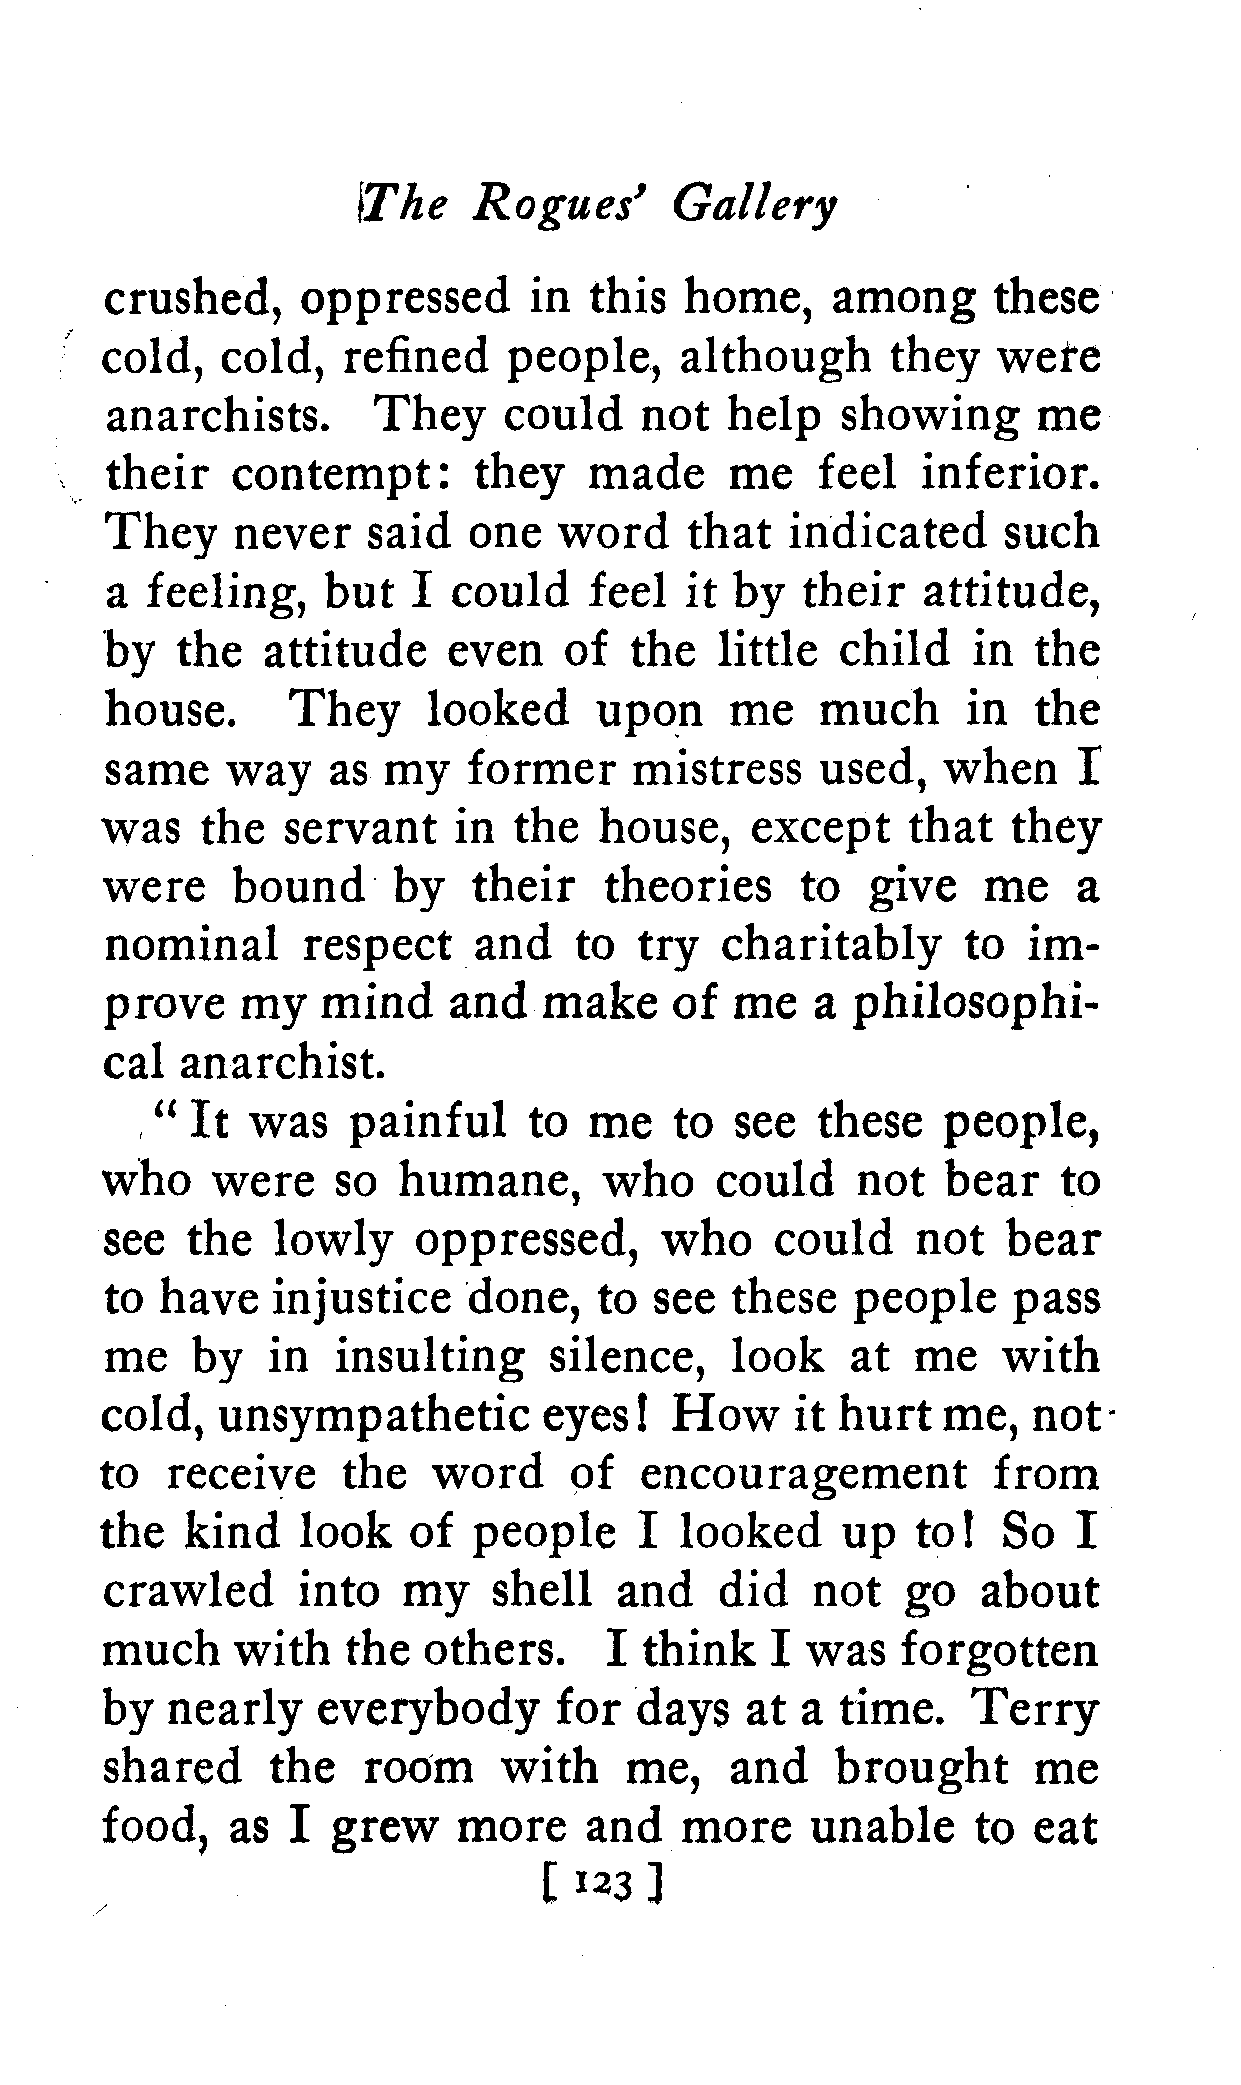 The Rogues' Gallery
crushed, oppressed in this home, among these
cold, cold, refined people, although they were
anarchists. They could not help showing me
their contempt: they made me feel inferior.
They never said one word that indicated such
a feeling, but I could feel it by their attitude,
by the attitude even of the little child in the
house. They looked upon me much in the
same way as my former mistress used, when I
was the servant in the house, except that they
were bound by their theories to give me a
nominal respect and to try charitably to im-
prove my mind and make of me a philosophi-
cal anarchist.
" It was painful to me to see these people,
who were so humane, who could not bear to
see the lowly oppressed, who could not bear
to have injustice done, to see these people pass
me by in insulting silence, look at me with
cold, unsympathetic eyes! How it hurt me, not
to receive the word of encouragement from
the kind look of people I looked up to! So I
crawled into my shell and did not go about
much with the others. I think I was forgotten
by nearly everybody for days at a time. Terry
shared the room with me, and brought me
food, as I grew more and more unable to eat
[ 123 ]